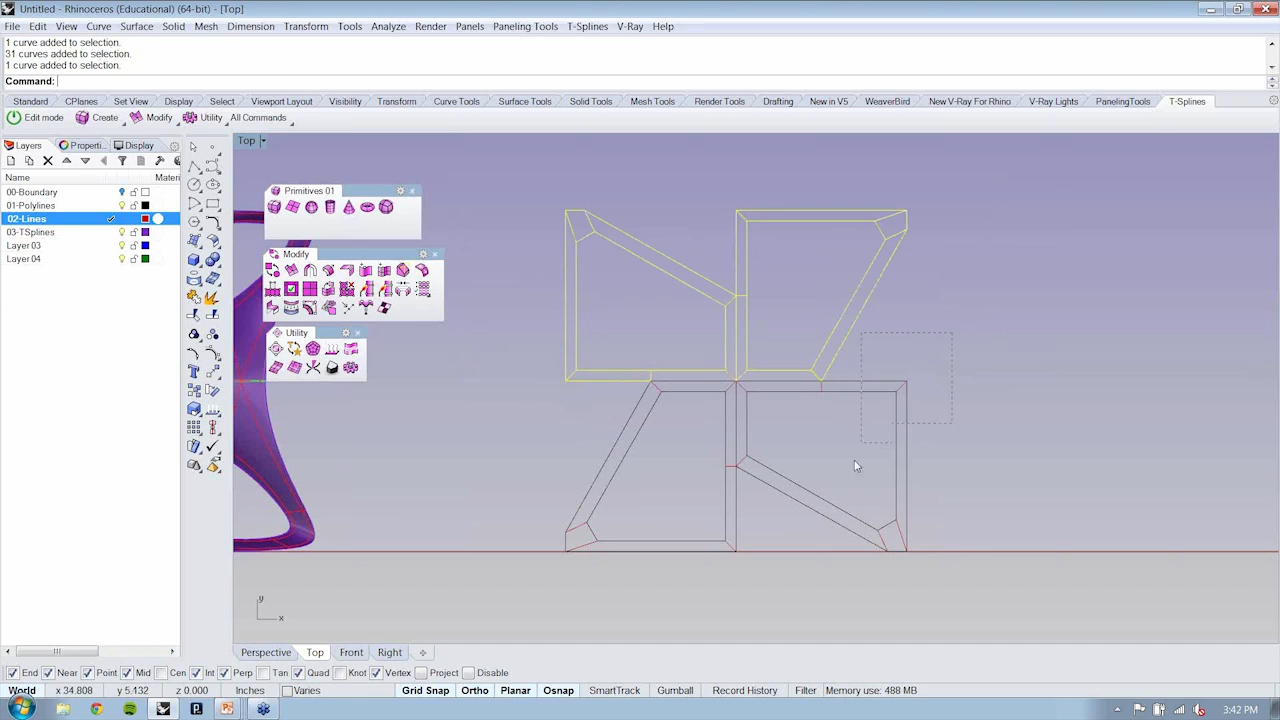 Untitled - Rhinoceros (Educational) (64-bit) - [Top]
File Edit View Curve Surface Solid Mesh Dimension Transform Tools Analyze Render Panels Paneling Tools T-Splines V-Ray Help
1 curve added to selection.
31 curves added to selection.
1 curve added to selection.
Command:
Standard CPlanes Set View Display Select Viewport Layout Visibility Transform Curve Tools Surface Tools Solid Tools Mesh Tools Render Tools Drafting New in V5 WeaverBird New V-Ray For Rhino V-Ray Lights PanelingTools T-Splines
Edit mode Create Modify Utility All Commands
Layers Properti... Display
Top
Name Materi
00-Boundary
01-Polylines
02-Lines
03-TSplines
Layer 03
Layer 04
Primitives 01
Modify
Utility
y
x
Perspective Top Front Right
End Near Point Mid Cen Int Perp Tan Quad Knot Vertex Project Disable
World x 34.808 y 5.132 z 0.000 Inches Varies Grid Snap Ortho Planar Osnap SmartTrack Gumball Record History Filter Memory use: 488 MB
3:42 PM